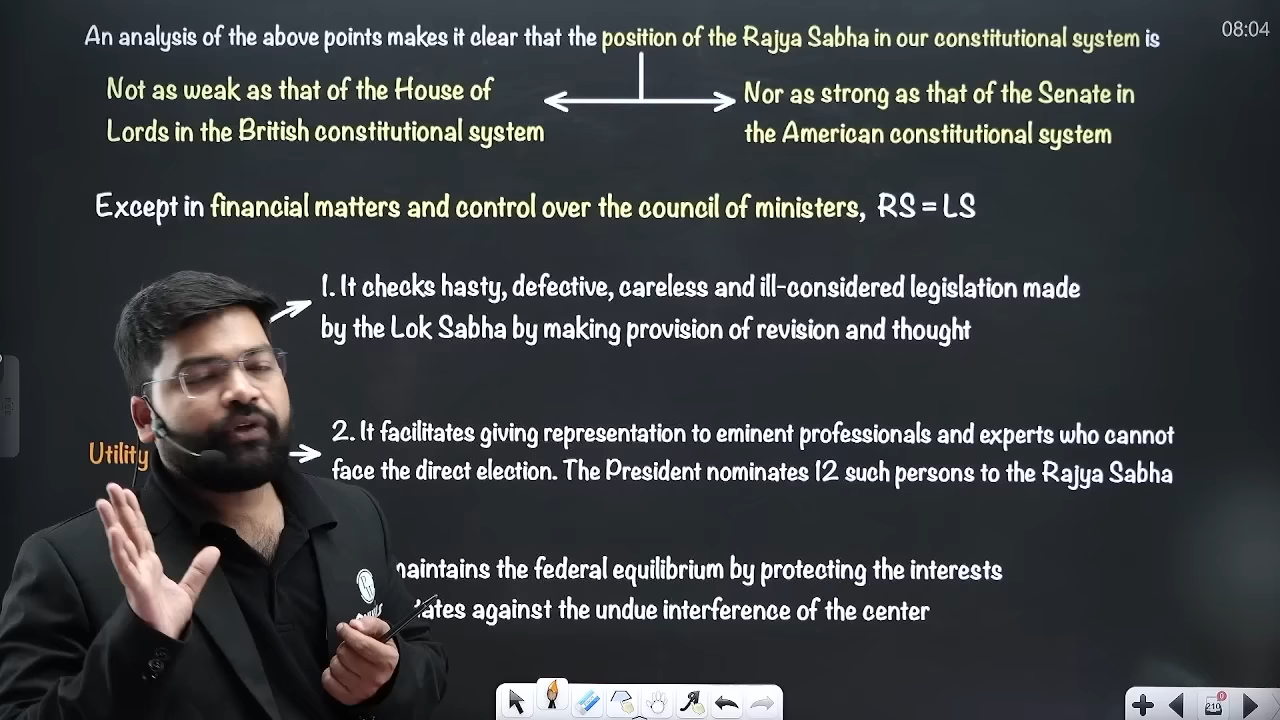 An analysis of the above points makes it clear that the position of the Rajya Sabha in our constitutional system is
08:04
Not as weak as that of the House of
Lords in the British constitutional system
Nor as strong as that of the Senate in
the American constitutional system
Except in financial matters and control over the council of ministers, RS = LS
1. It checks hasty, defective, careless and ill-considered legislation made
by the Lok Sabha by making provision of revision and thought
Utility
2. It facilitates giving representation to eminent professionals and experts who cannot
face the direct election. The President nominates 12 such persons to the Rajya Sabha
the federal equilibrium by protecting the interests
against the undue interference of the center
210